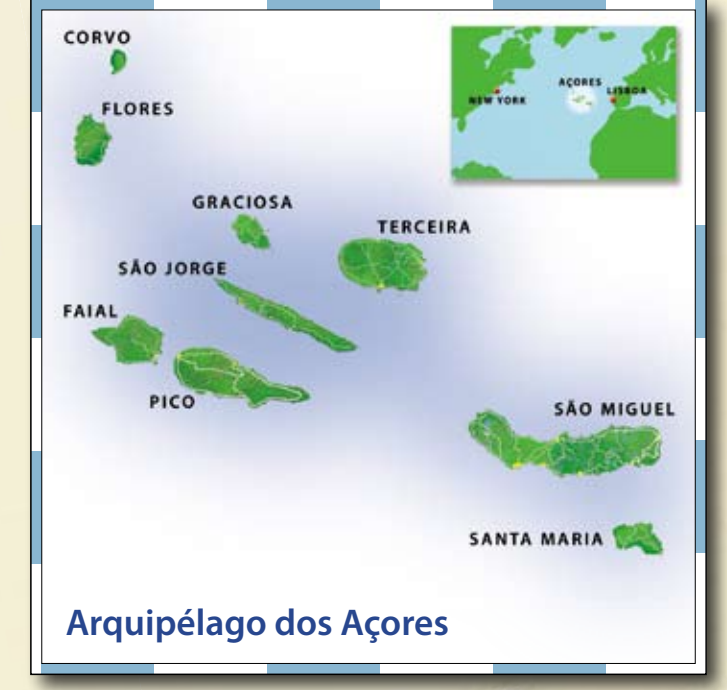 CORVO
FLORES
AÇORES
LISBOA
NEW YORK
GRACIOSA
TERCEIRA
SÃO JORGE
FAIAL
PICO
SÃO MIGUEL
SANTA MARIA
Arquipélago dos Açores